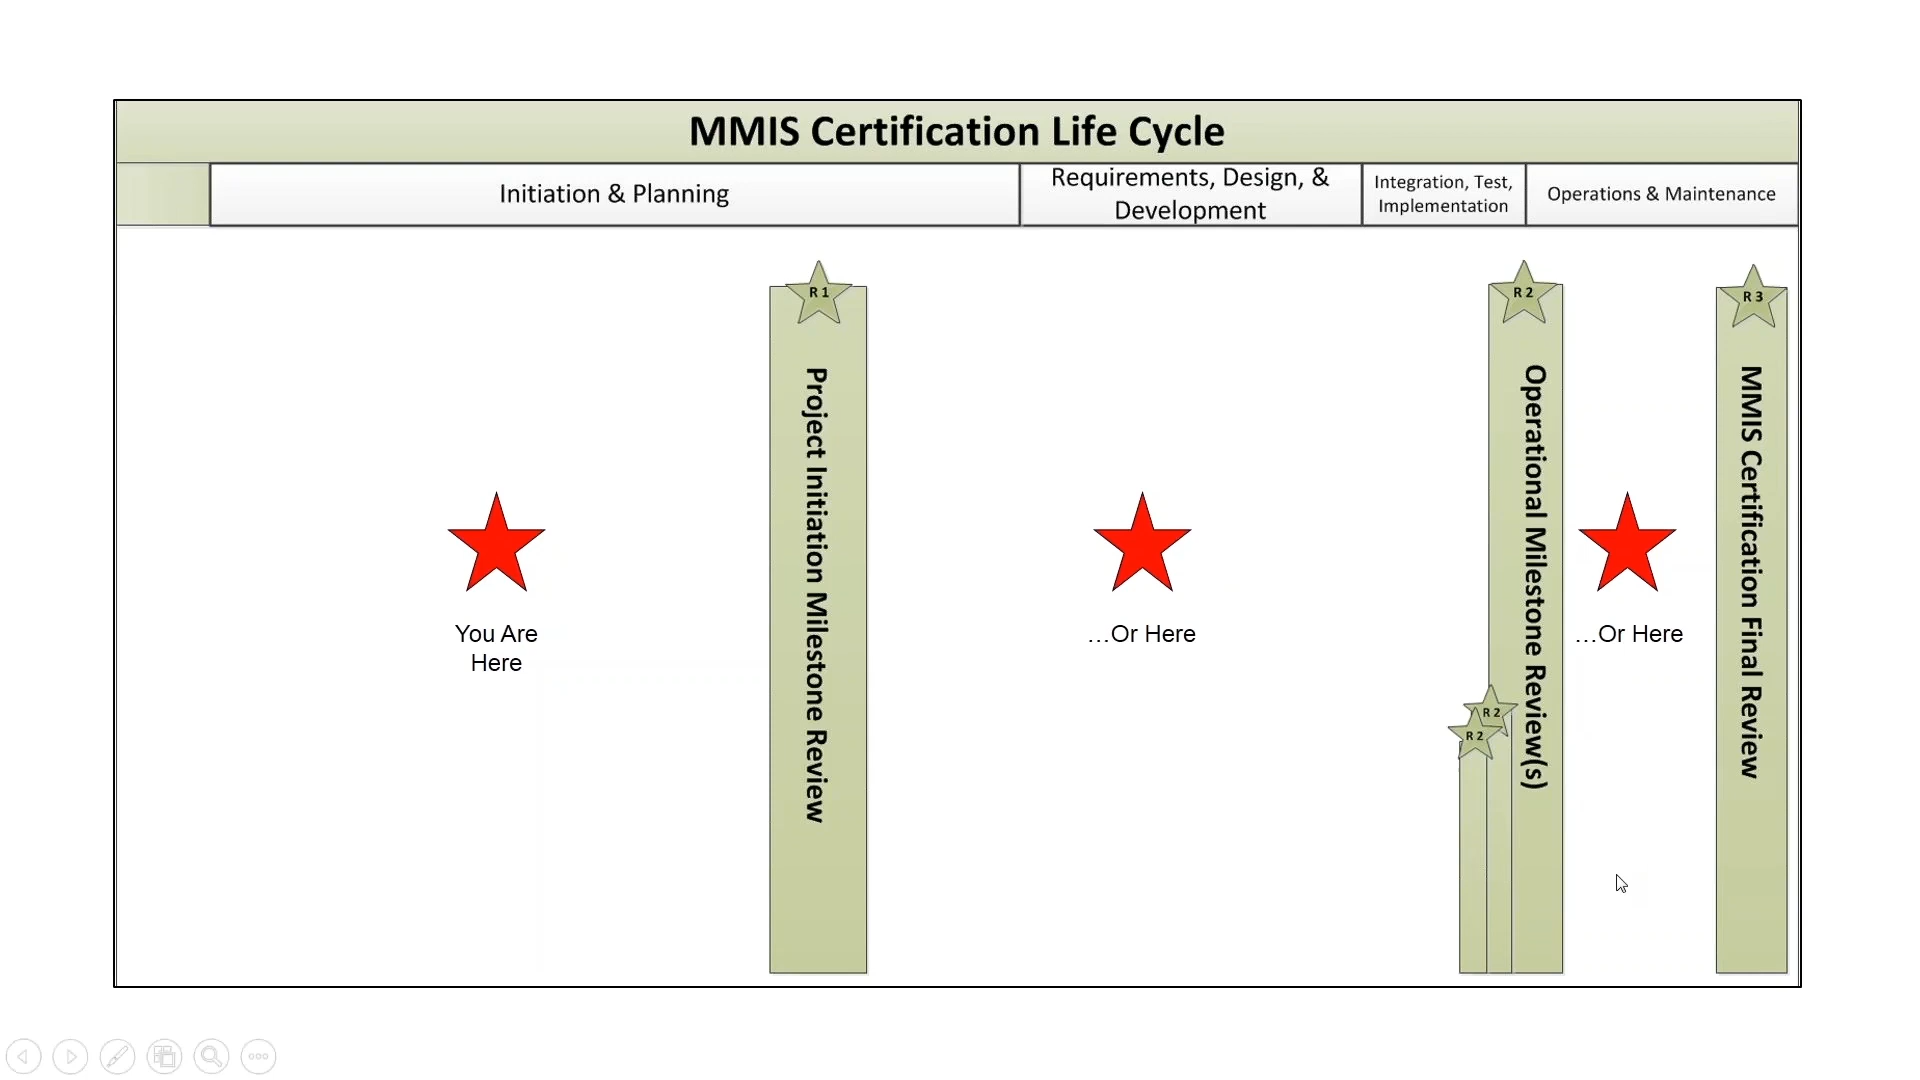 MMIS Certification Life Cycle
Initiation & Planning
Requirements, Design, &
Development
Integration, Test,
Implementation
Operations & Maintenance
R 1
Project Initiation Milestone Review
R 2
Operational Milestone Review(s)
R 3
MMIS Certification Final Review
You Are
Here
…Or Here
…Or Here
R 2
R 2